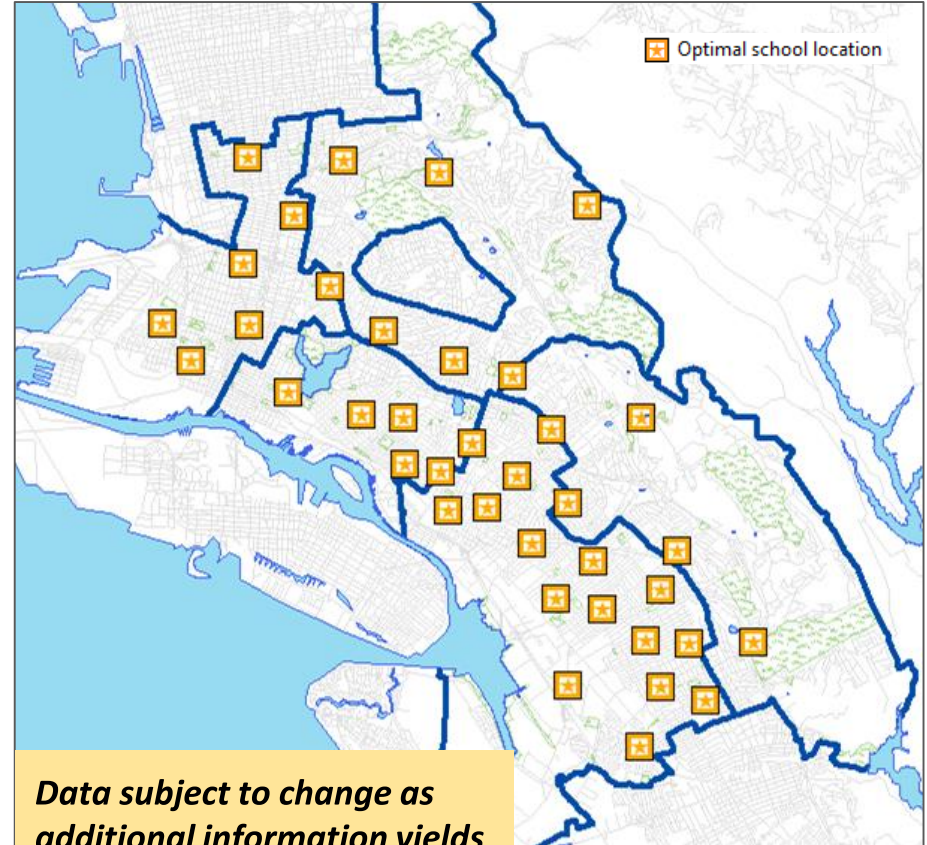 Optimal school location
Data subject to change as
additional information yields